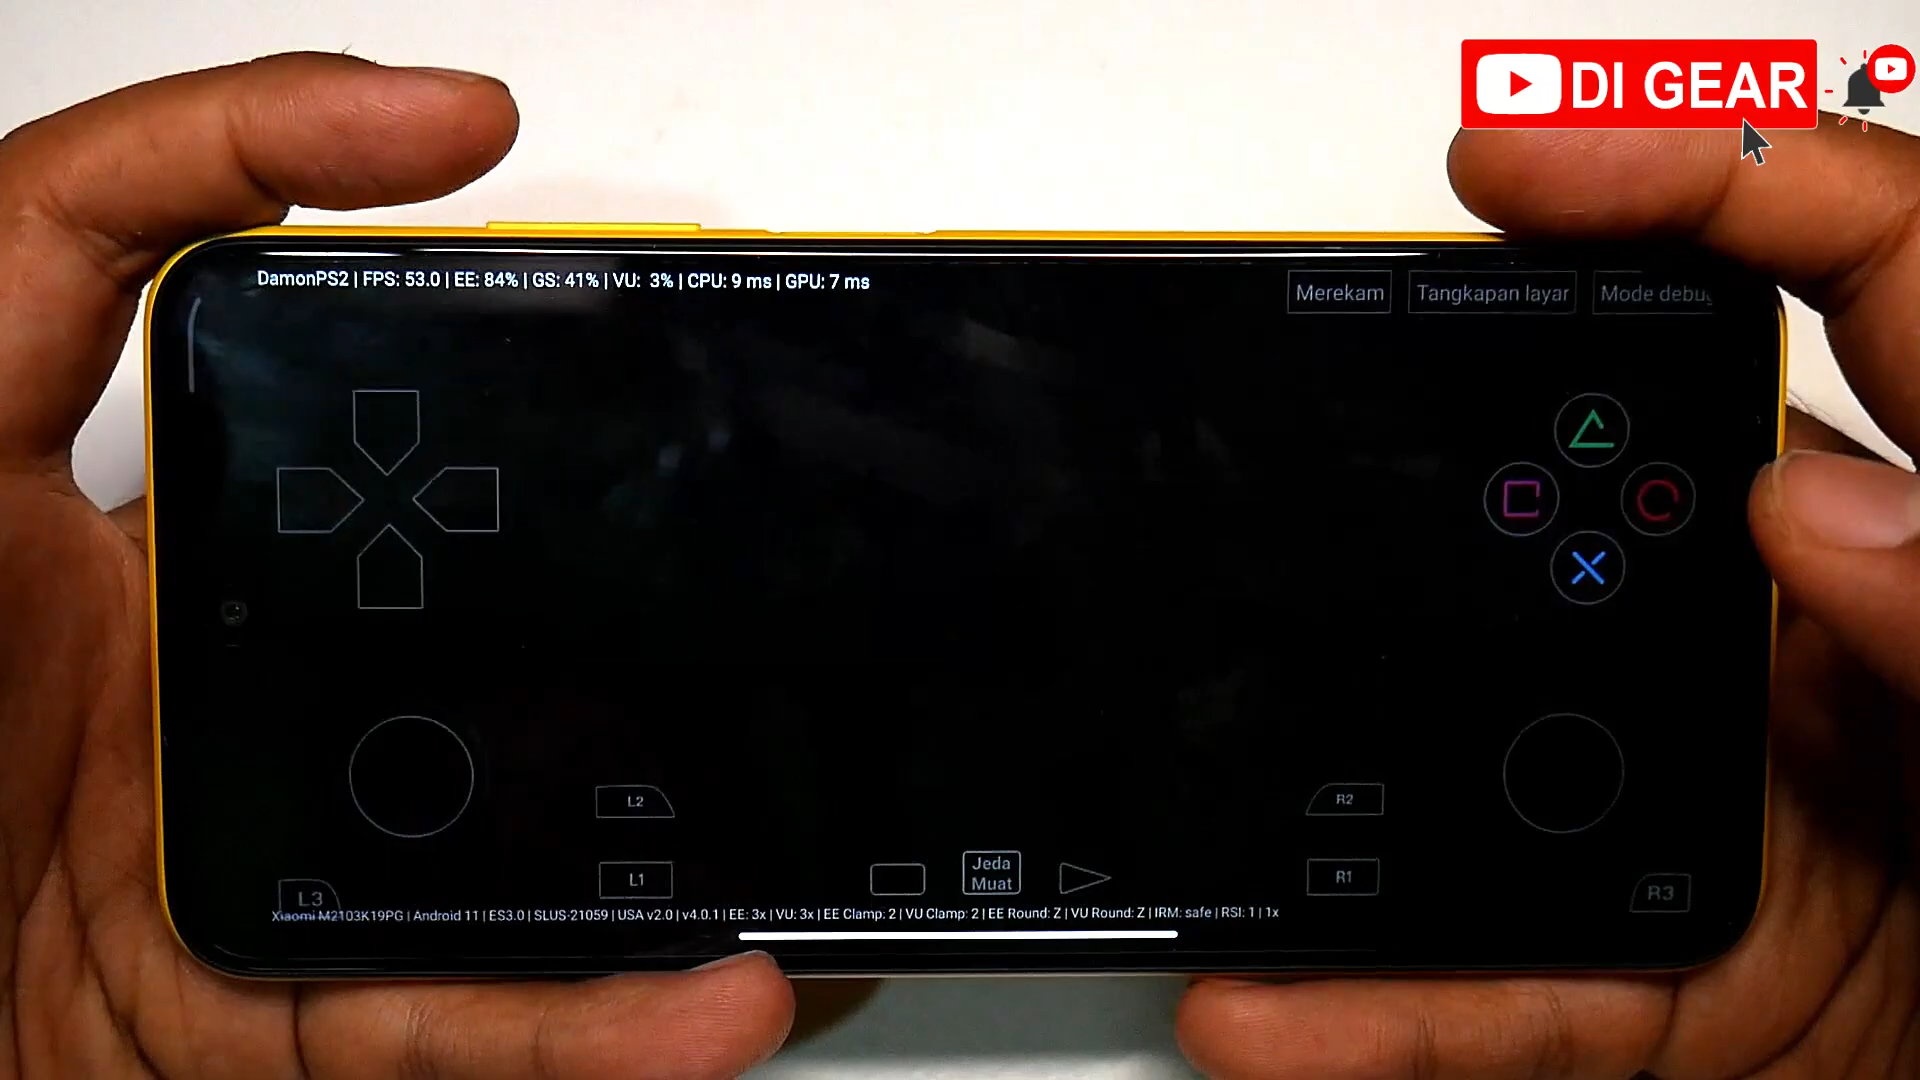 DI GEAR
DamonPS2 | FPS: 53.0 | EE: 84% | GS: 41% | VU: 3% | CPU: 9 ms | GPU: 7 ms
Merekam
Tangkapan layar
Mode debug
L2
R2
Jeda
Muat
L1
R1
L3
R3
Xiaomi M2103K19PG | Android 11 | ES3.0 | SLUS-21059 | USA v2.0 | v4.0.1 | EE: 3x | VU: 3x | EE Clamp: 2 | VU Clamp: 2 | EE Round: Z | VU Round: Z | IRM: safe | RSI: 1 | 1x